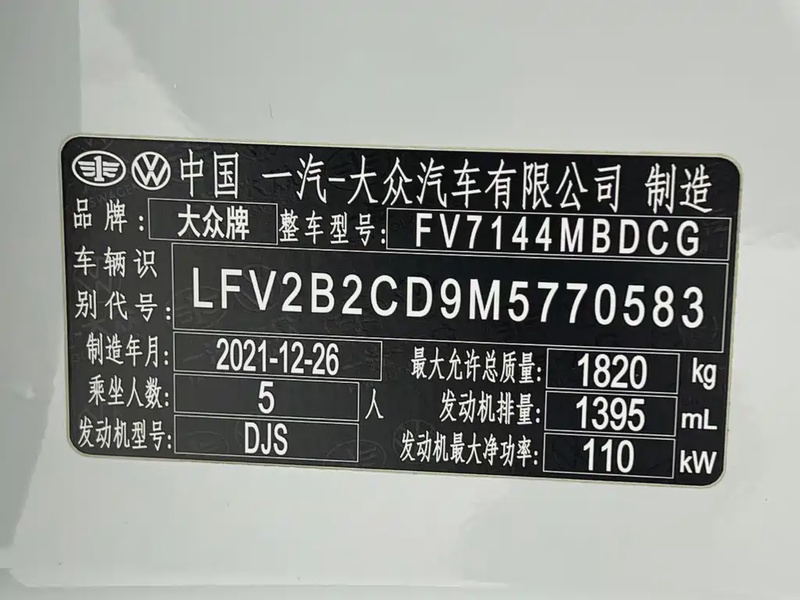 中国 一汽-大众汽车有限公司 制造
品牌: 大众牌 整车型号: FV7144MBDCG
车辆识别代号: LFV2B2CD9M5770583
制造年月: 2021-12-26 最大允许总质量: 1820 kg
乘坐人数: 5 人 发动机排量: 1395 mL
发动机型号: DJS 发动机最大净功率: 110 kW